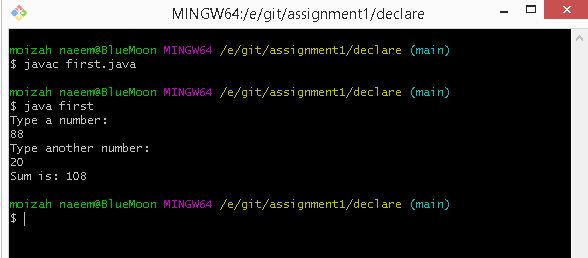 MINGW64:/e/git/assignment1/declare
moizah naeem@BlueMoon MINGW64 /e/git/assignment1/declare (main)
$ javac first.java
moizah naeem@BlueMoon MINGW64 /e/git/assignment1/declare (main)
$ java first
Type a number:
88
Type another number:
20
Sum is: 108
moizah naeem@BlueMoon MINGW64 /e/git/assignment1/declare (main)
$